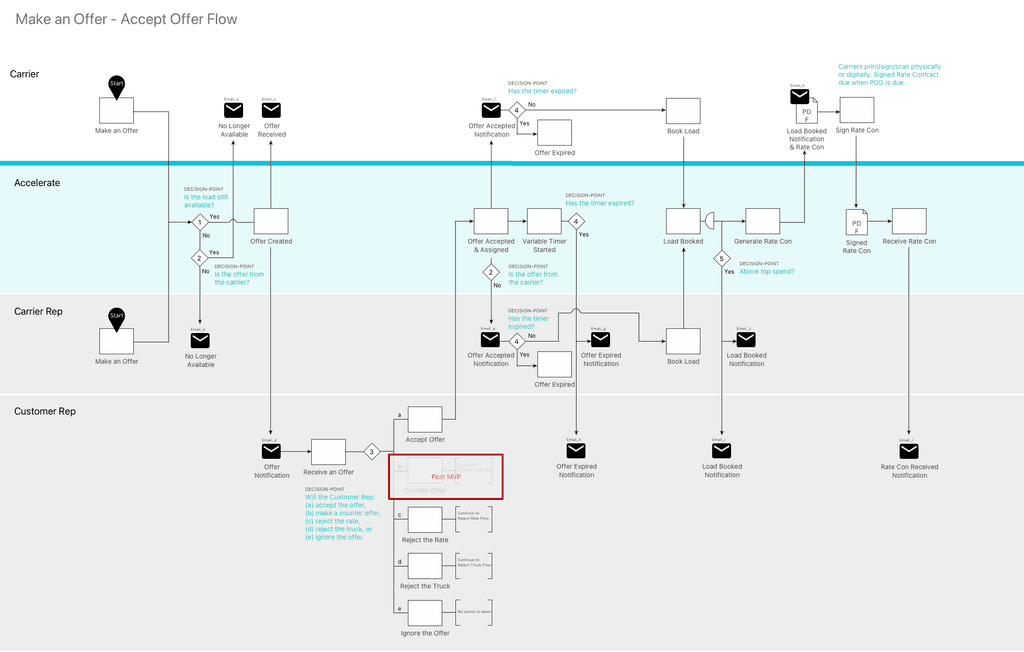 Make an Offer - Accept Offer Flow
Carrier
Start
Make an Offer
Email_a
No Longer
Available
Email_c
Offer
Received
Email_f
Offer Accepted
Notification
DECISION-POINT
Has the timer expired?
4
No
Yes
Offer Expired
Book Load
Email_k
PD
F
Load Booked
Notification
& Rate Con
Carriers print/sign/scan physically
or digitally. Signed Rate Contract
due when POD is due.
Sign Rate Con
Accelerate
DECISION-POINT
Is the load still
available?
1
Yes
No
2
Yes
No
DECISION-POINT
Is the offer from
the carrier?
Offer Created
Offer Accepted
& Assigned
Variable Timer
Started
DECISION-POINT
Has the timer expired?
4
Yes
2
No
DECISION-POINT
Is the offer from
the carrier?
Load Booked
Generate Rate Con
5
Yes
DECISION-POINT
Above top spend?
PD
F
Signed
Rate Con
Receive Rate Con
Carrier Rep
Start
Make an Offer
Email_b
No Longer
Available
Email_e
Offer Accepted
Notification
DECISION-POINT
Has the timer
expired?
4
No
Yes
Offer Expired
Email_g
Offer Expired
Notification
Book Load
Load Booked
Notification
Customer Rep
Email_d
Offer
Notification
Receive an Offer
3
DECISION-POINT
Will the Customer Rep:
(a) accept the offer,
(b) make a counter offer,
(c) reject the rate,
(d) reject the truck, or
(e) ignore the offer.
a
Accept Offer
b
Post MVP
Counter Offer
c
Reject the Rate
Continue to
Reject Rate Flow
d
Reject the Truck
Continue to
Reject Truck Flow
e
Ignore the Offer
No action is taken
Email_h
Offer Expired
Notification
Load Booked
Notification
Rate Con Received
Notification